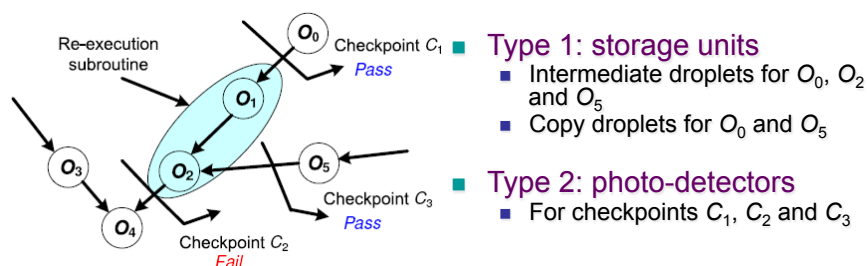 Re-execution
subroutine
O0
Checkpoint C1
Pass
O1
O3
O2
O5
O4
Checkpoint C3
Pass
Checkpoint C2
Fail
Type 1: storage units
Intermediate droplets for O0, O2
and O5
Copy droplets for O0 and O5
Type 2: photo-detectors
For checkpoints C1, C2 and C3